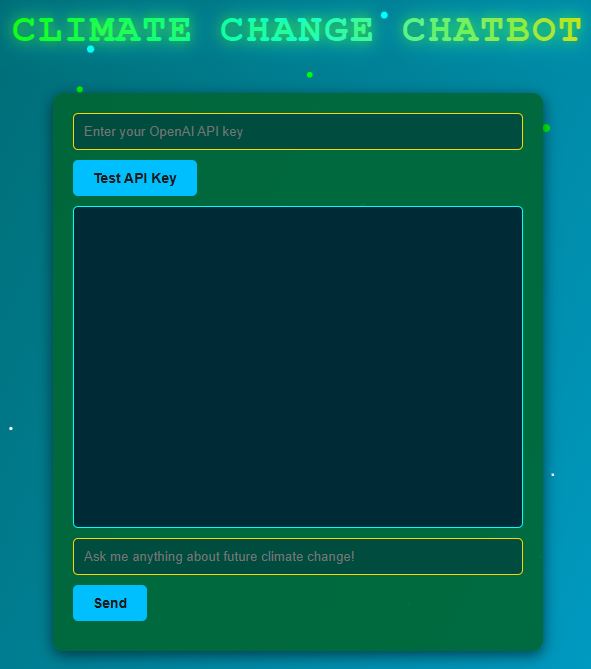 CLIMATE CHANGE CHATBOT
Enter your OpenAI API key
Test API Key
Ask me anything about future climate change!
Send